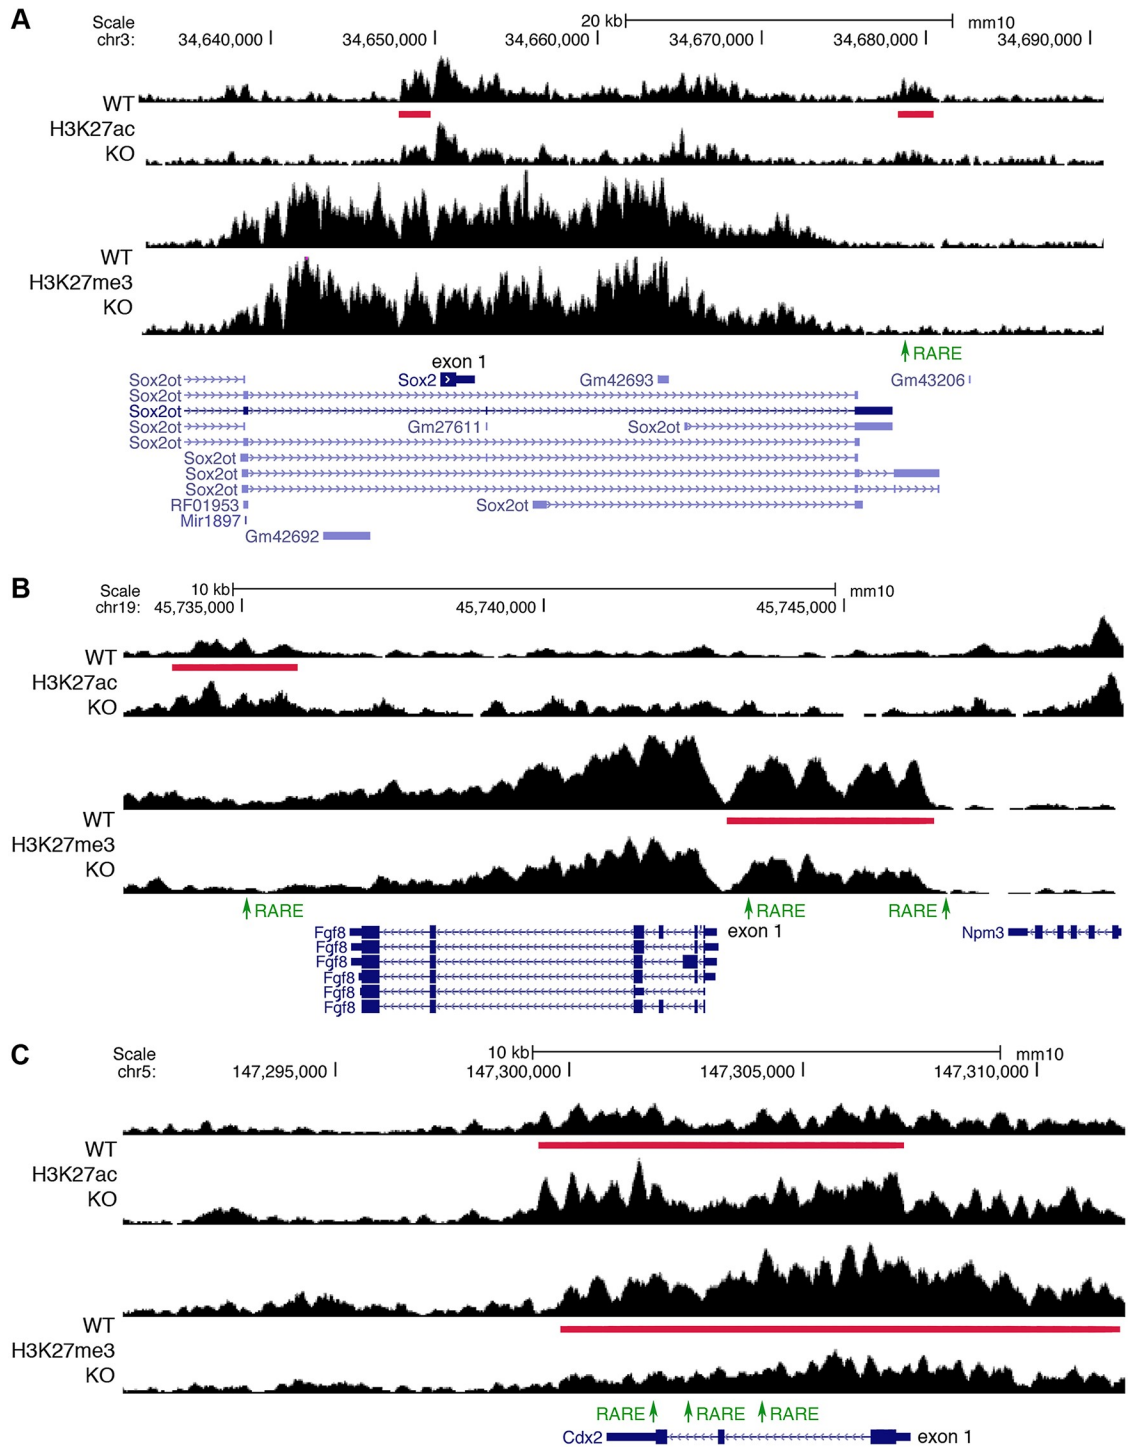 A
Scale 20 kb mm10
chr3: 34,640,000 34,650,000 34,660,000 34,670,000 34,680,000 34,690,000
WT
H3K27ac
KO
WT
H3K27me3
KO
RARE
exon 1
Sox2ot Sox2 Gm42693 Gm43206
Sox2ot
Sox2ot
Sox2ot Gm27611 Sox2ot
Sox2ot
Sox2ot
Sox2ot
Sox2ot
RF01953 Sox2ot
Mir1897
Gm42692
B
Scale 10 kb mm10
chr19: 45,735,000 45,740,000 45,745,000
WT
H3K27ac
KO
WT
H3K27me3
KO
RARE RARE RARE
Fgf8 exon 1 Npm3
Fgf8
Fgf8
Fgf8
Fgf8
Fgf8
C
Scale 10 kb mm10
chr5: 147,295,000 147,300,000 147,305,000 147,310,000
WT
H3K27ac
KO
WT
H3K27me3
KO
RARE RARE RARE
Cdx2 exon 1